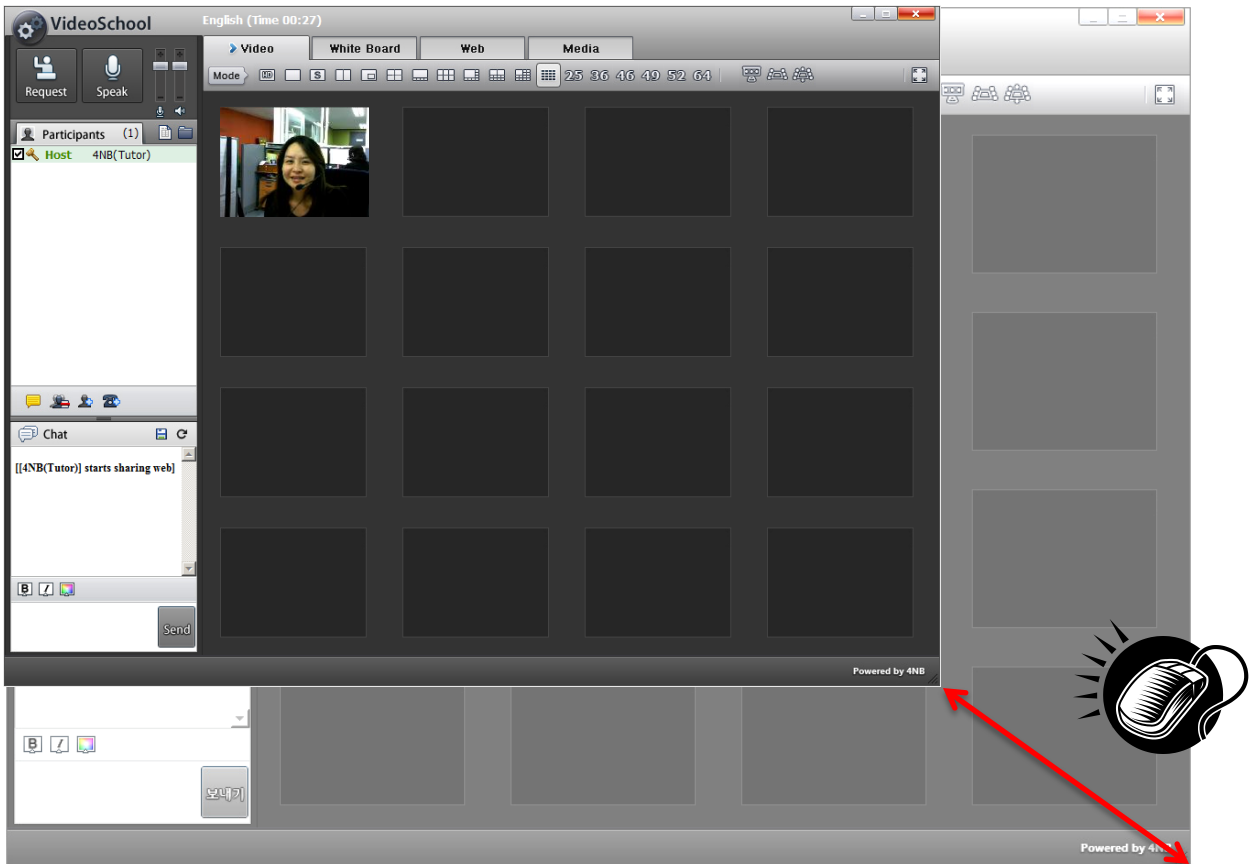 VideoSchool
English (Time 00:27)
Video White Board Web Media
Request Speak
Mode S 25 36 46 49 52 64
Participants (1)
Host 4NB(Tutor)
Chat
[[4NB(Tutor)] starts sharing web]
B I
Send
Powered by 4NB
B I
보내기
Powered by